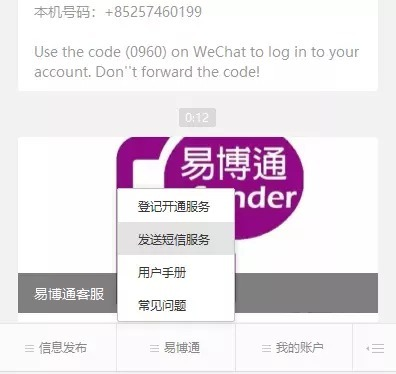 本机号码：+85257460199
Use the code (0960) on WeChat to log in to your
account. Don''t forward the code!
0:12
易博通
登记开通服务
发送短信服务
用户手册
易博通客服
常见问题
信息发布
易博通
我的账户